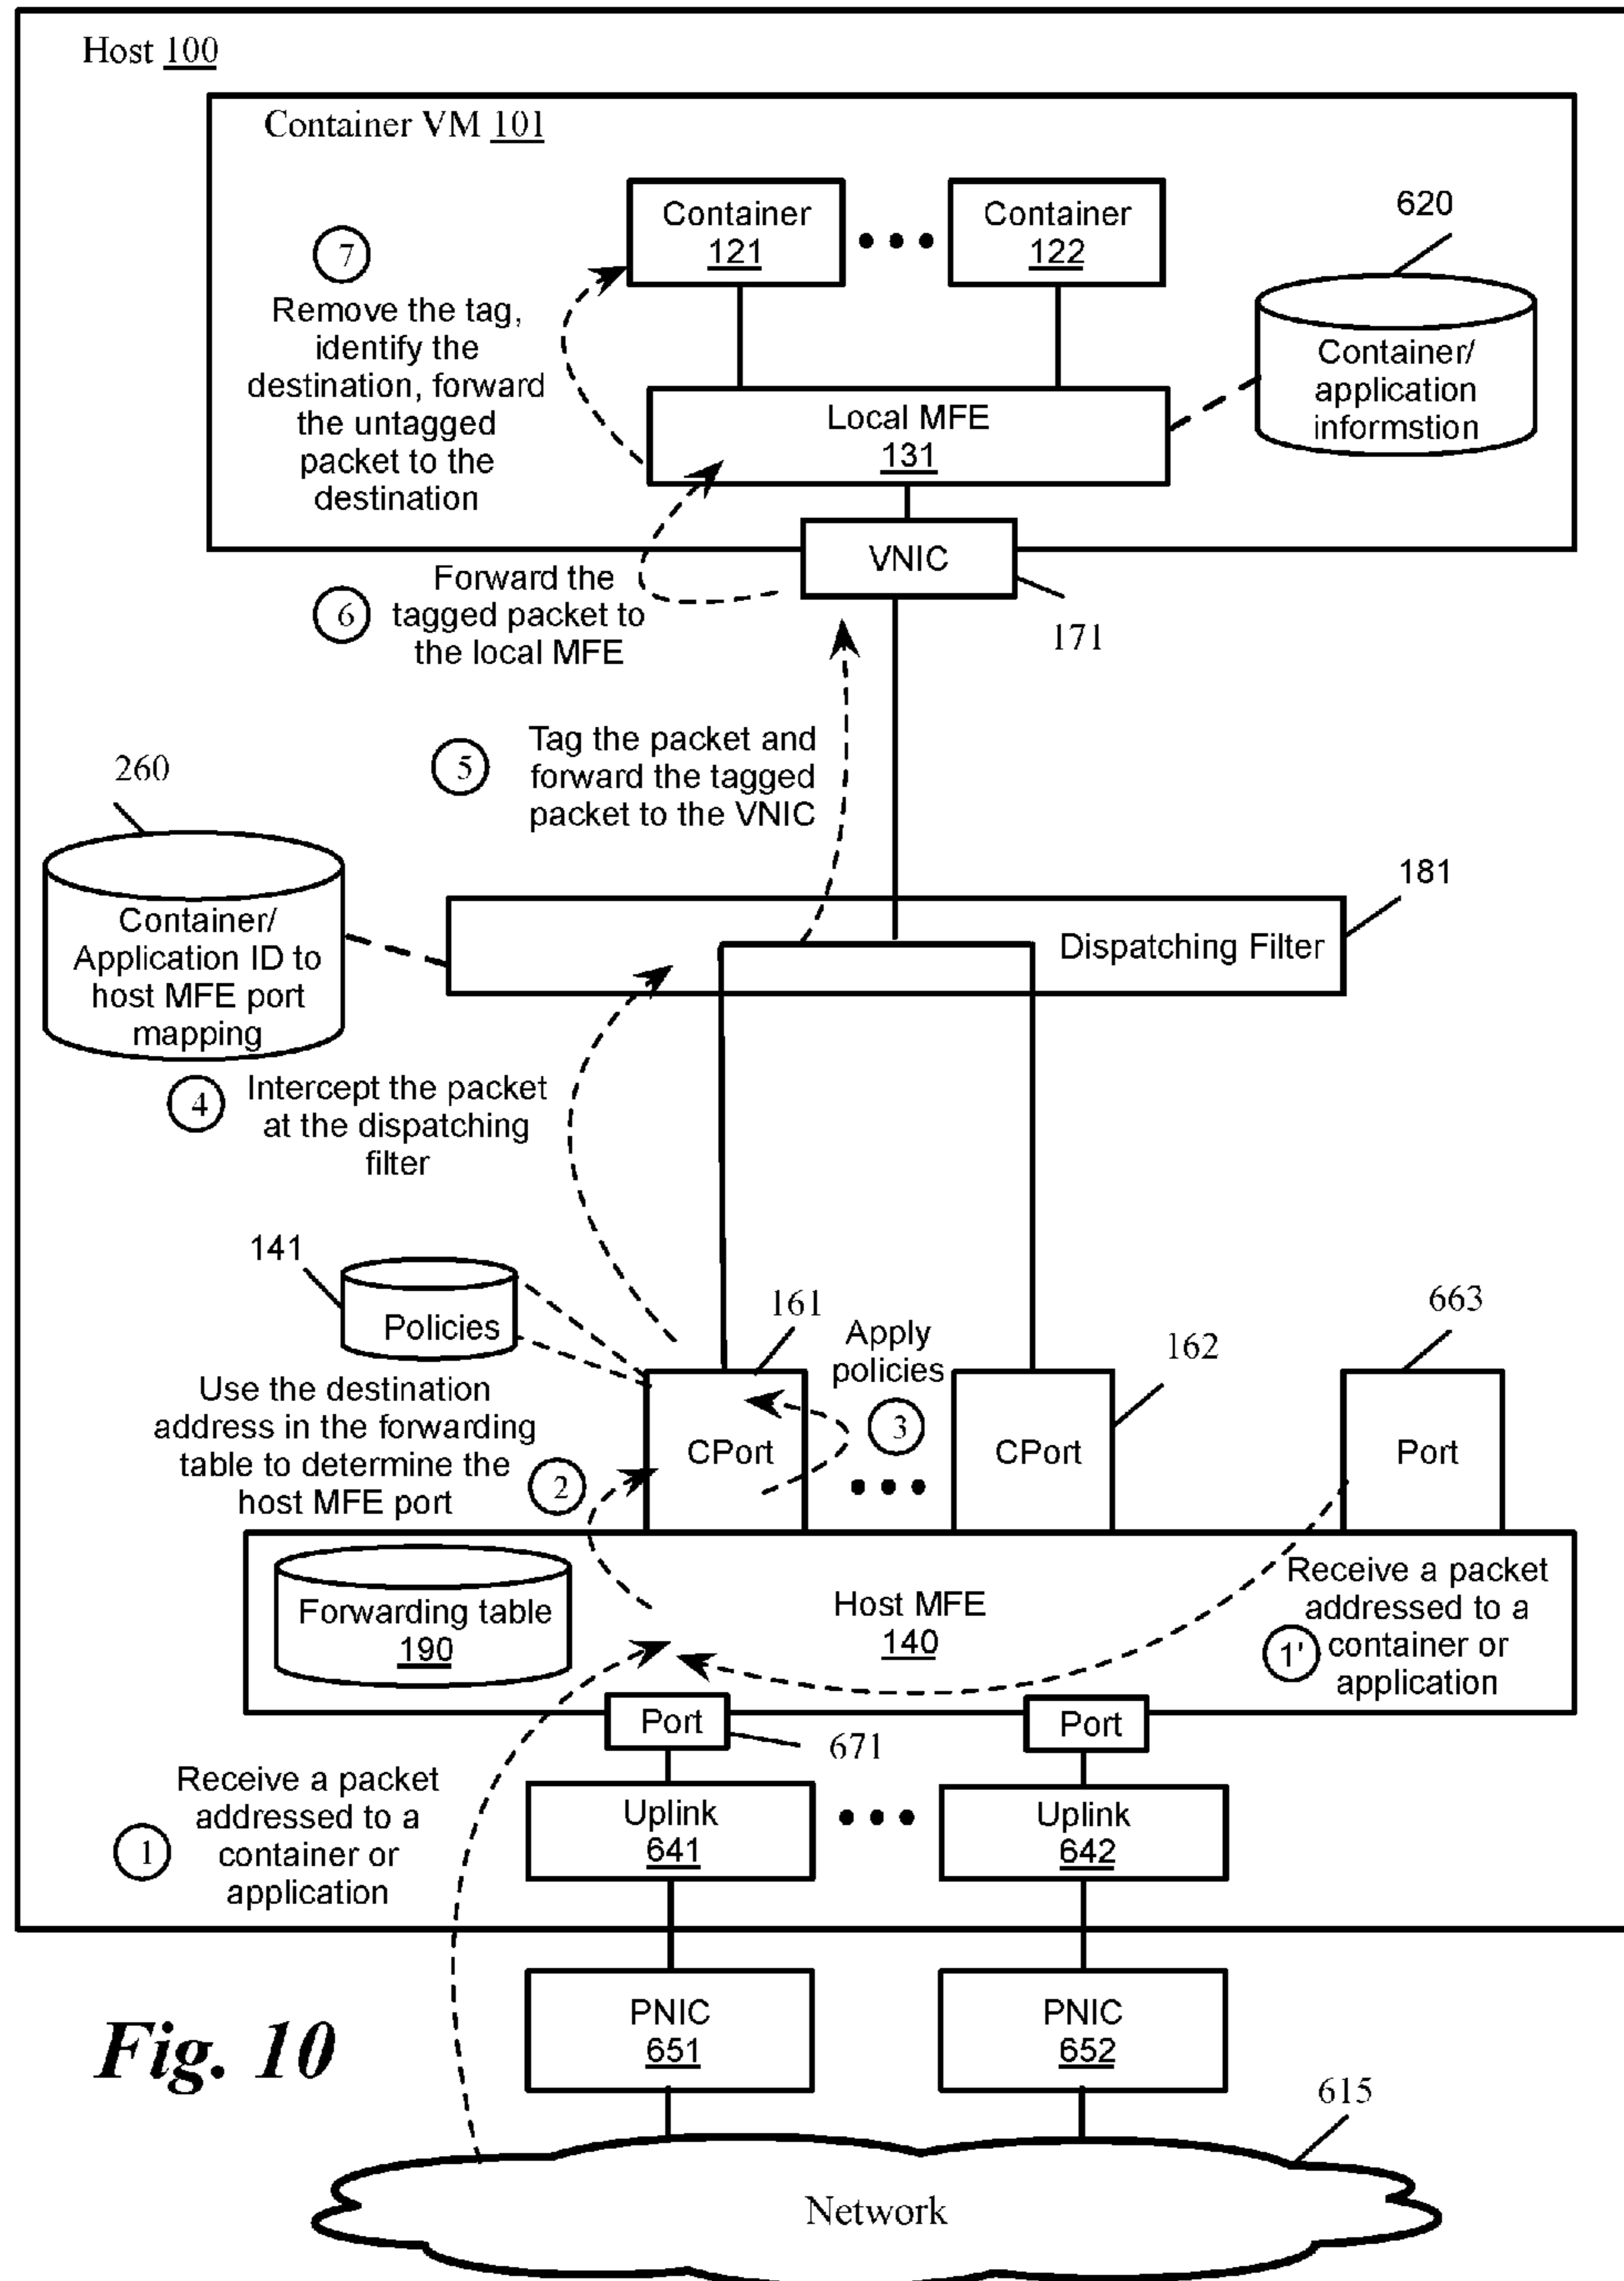 Host 100
Container VM 101
Container
121
Container
122
620
7
Remove the tag,
identify the
destination, forward
the untagged
packet to the
destination
Container/
application
informstion
Local MFE
131
VNIC
171
6
Forward the
tagged packet to
the local MFE
5
Tag the packet and
forward the tagged
packet to the VNIC
260
Container/
Application ID to
host MFE port
mapping
181
Dispatching Filter
4
Intercept the packet
at the dispatching
filter
141
Policies
161
Apply
policies
3
162
663
Use the destination
address in the forwarding
table to determine the
host MFE port
2
CPort
CPort
Port
Forwarding table
190
Host MFE
140
Receive a packet
addressed to a
container or
application
1'
Port
671
Port
1
Receive a packet
addressed to a
container or
application
Uplink
641
Uplink
642
PNIC
651
PNIC
652
Fig. 10
615
Network